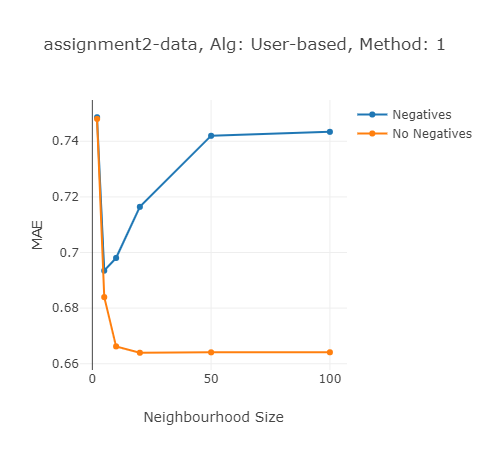 assignment2-data, Alg: User-based, Method: 1
Negatives
No Negatives
0.74
0.72
0.7
0.68
0.66
MAE
0
50
100
Neighbourhood Size